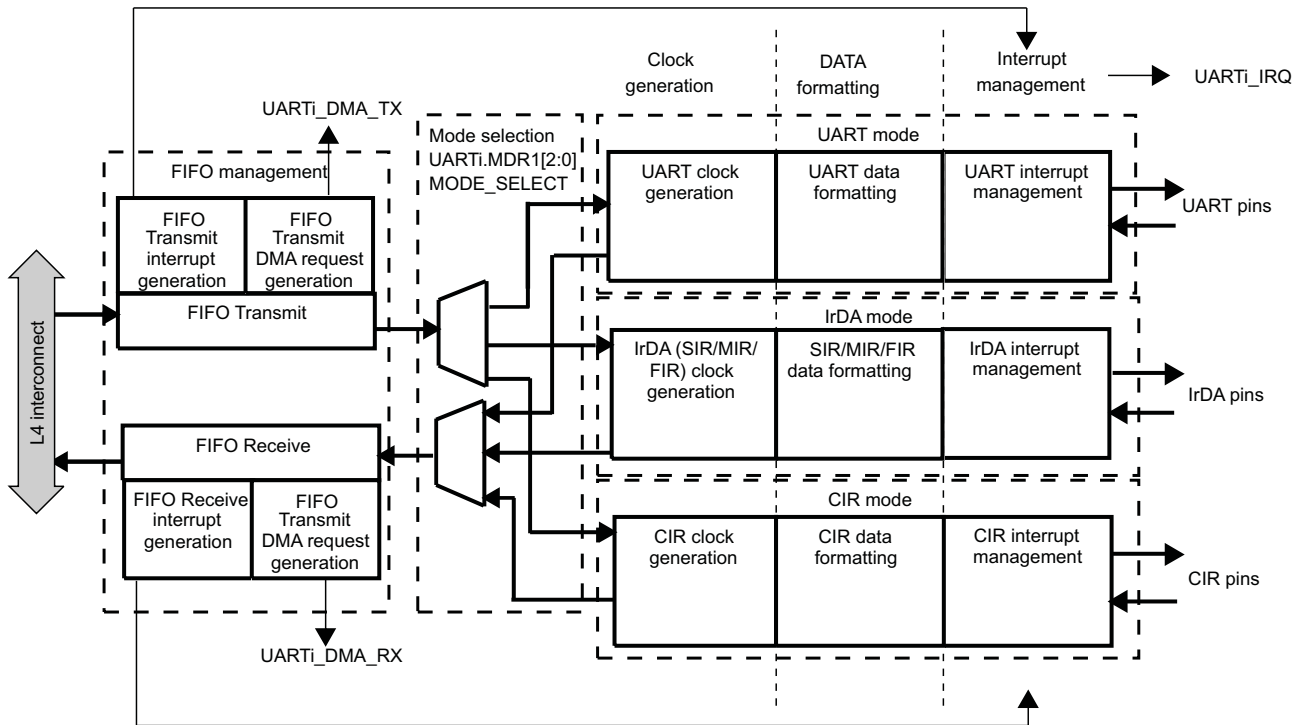 Clock
generation
DATA
formatting
Interrupt
management
UARTi_IRQ
UARTi_DMA_TX
Mode selection
UARTi.MDR1[2:0]
MODE_SELECT
UART mode
FIFO management
UART clock
generation
UART data
formatting
UART interrupt
management
UART pins
FIFO
Transmit
interrupt
generation
FIFO
Transmit
DMA request
generation
FIFO Transmit
L4 interconnect
IrDA mode
IrDA (SIR/MIR/
FIR) clock
generation
SIR/MIR/FIR
data formatting
IrDA interrupt
management
IrDA pins
FIFO Receive
FIFO Receive
interrupt
generation
FIFO
Transmit
DMA request
generation
CIR mode
CIR clock
generation
CIR data
formatting
CIR interrupt
management
CIR pins
UARTi_DMA_RX